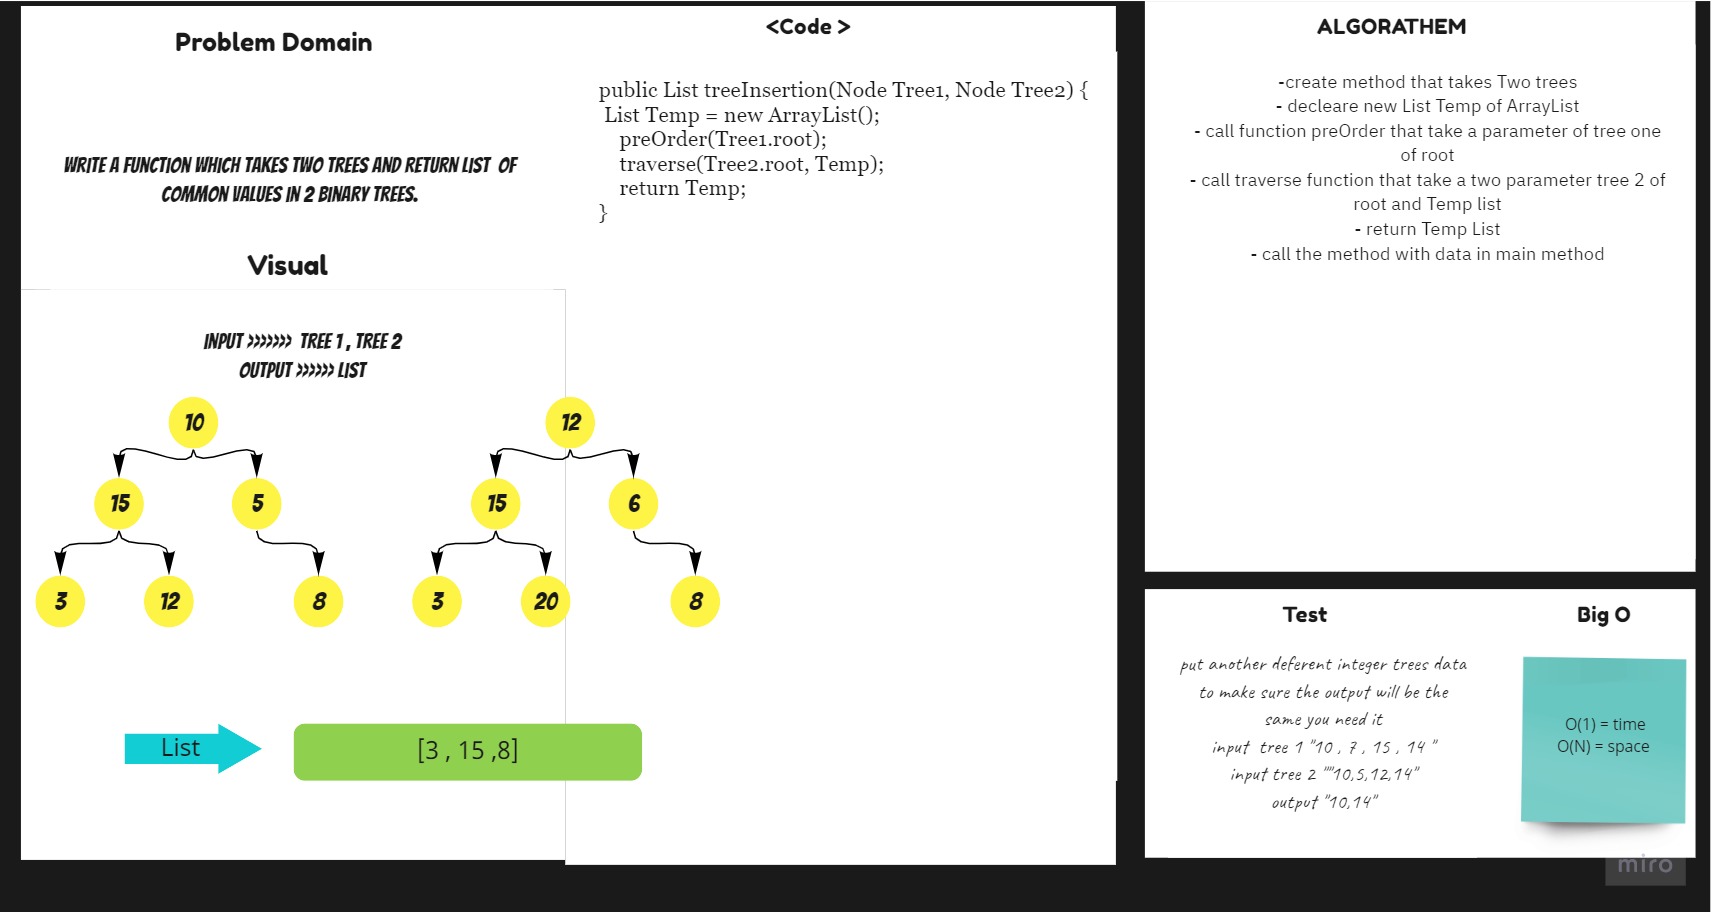 Problem Domain
WRITE A FUNCTION WHICH TAKES TWO TREES AND RETURN LIST OF
COMMON VALUES IN 2 BINARY TREES.
Visual
INPUT >>>>>>> TREE 1 , TREE 2
OUTPUT >>>>>> LIST
10
15
5
3
12
8
12
15
6
3
20
8
List
[3 , 15 ,8]
<Code >
public List treeInsertion(Node Tree1, Node Tree2) {
List Temp = new ArrayList();
preOrder(Tree1.root);
traverse(Tree2.root, Temp);
return Temp;
}
ALGORATHEM
-create method that takes Two trees
- decleare new List Temp of ArrayList
- call function preOrder that take a parameter of tree one
of root
- call traverse function that take a two parameter tree 2 of
root and Temp list
- return Temp List
- call the method with data in main method
Test
put another deferent integer trees data
to make sure the output will be the
same you need it
input tree 1 "10 , 7 , 15 , 14 "
input tree 2 ""10,5,12,14"
output "10,14"
Big O
O(1) = time
O(N) = space
miro